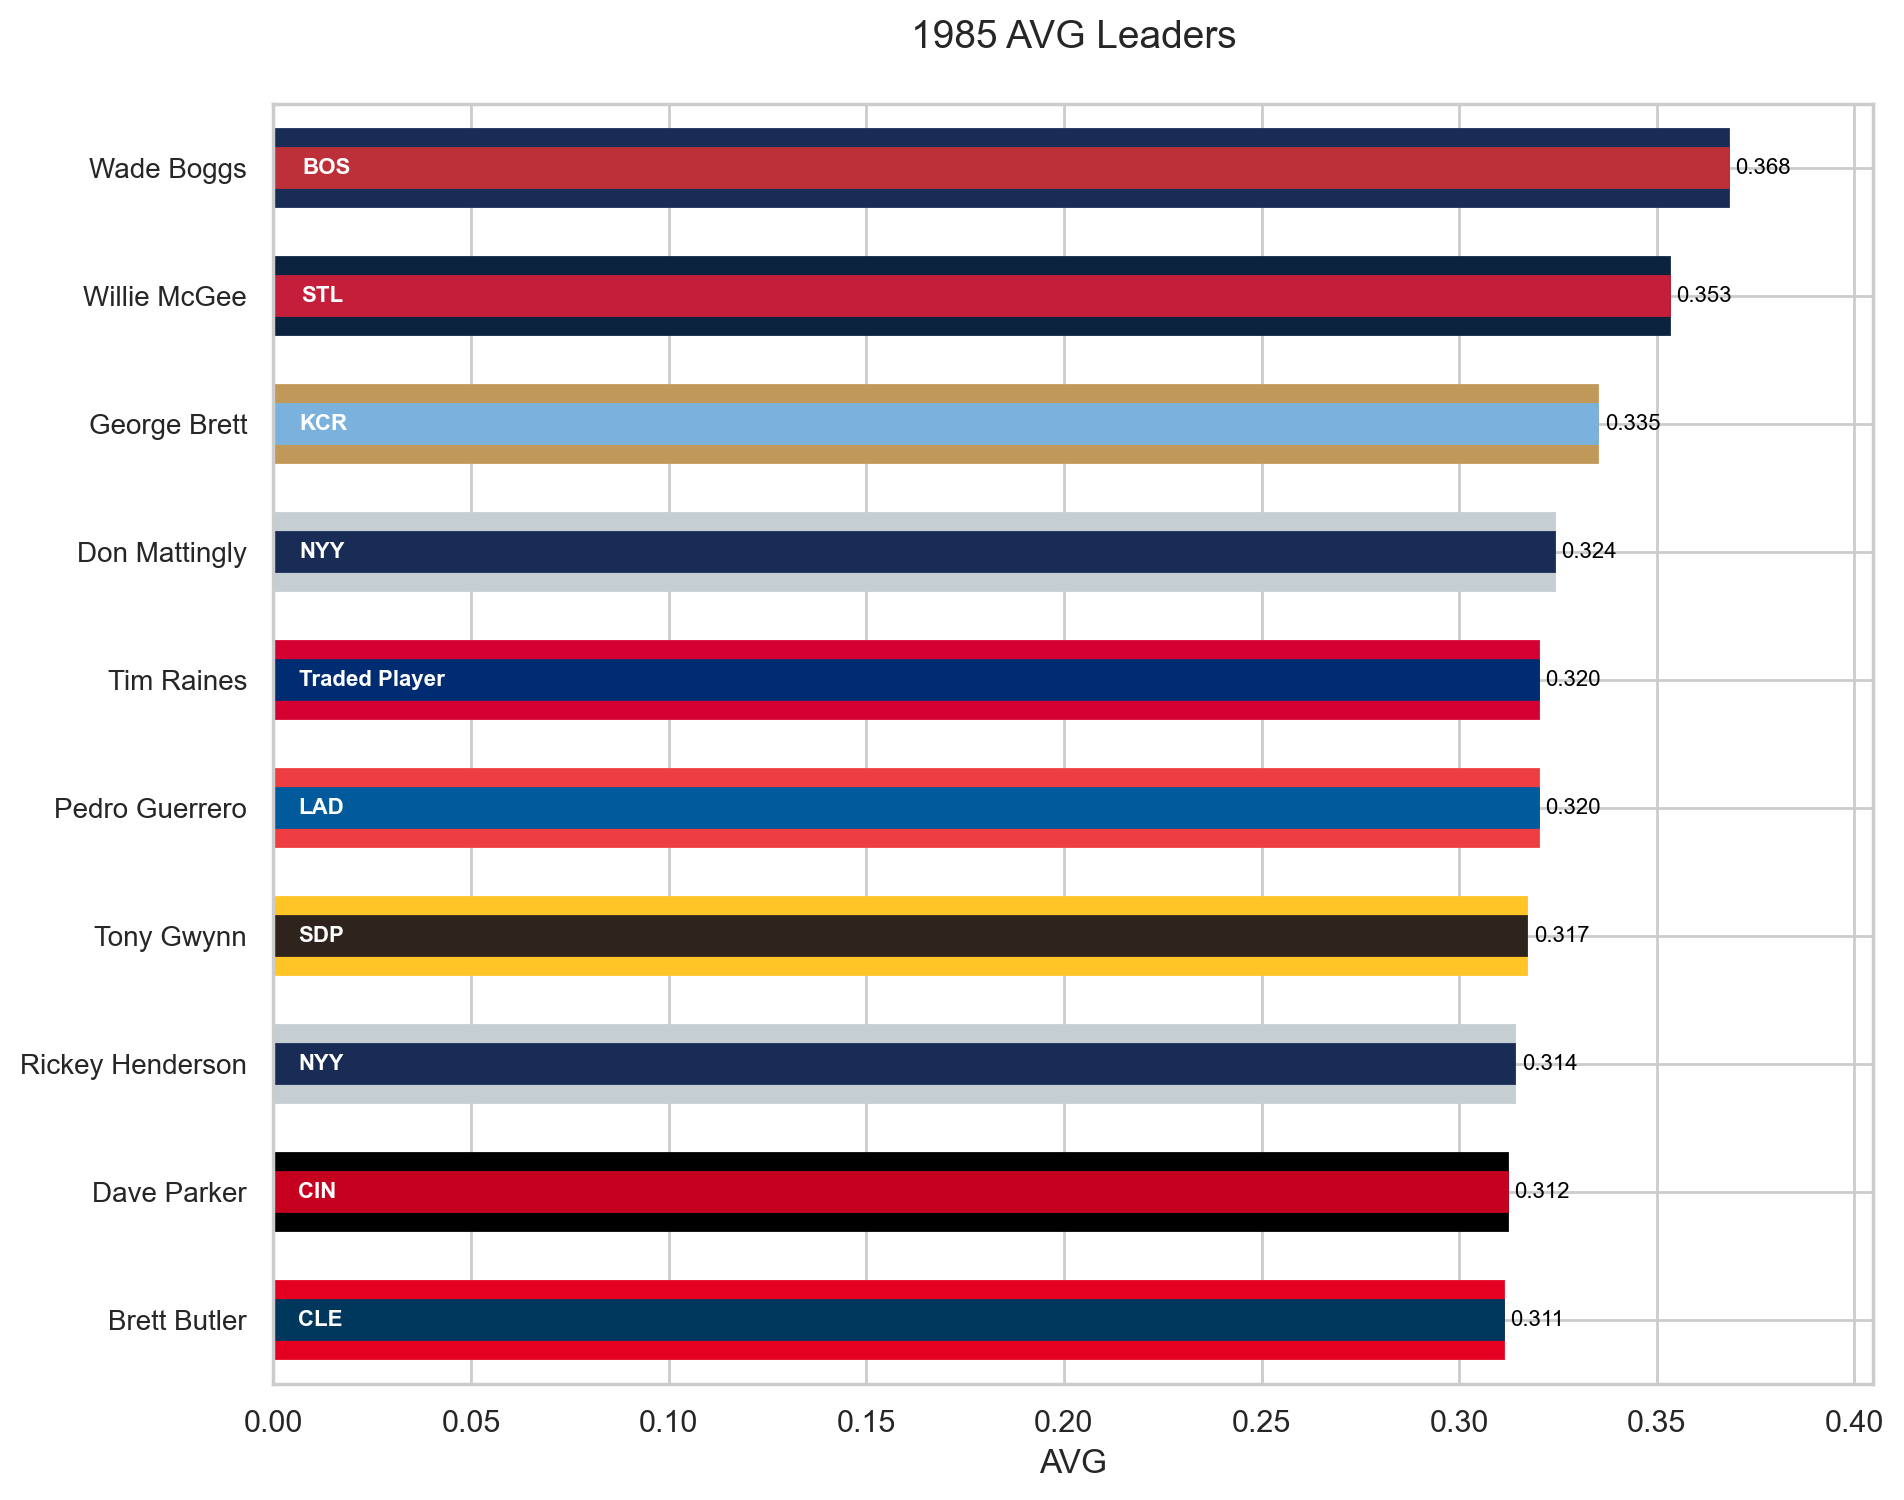 1985 AVG Leaders
Wade Boggs BOS 0.368
Willie McGee STL 0.353
George Brett KCR 0.335
Don Mattingly NYY 0.324
Tim Raines Traded Player 0.320
Pedro Guerrero LAD 0.320
Tony Gwynn SDP 0.317
Rickey Henderson NYY 0.314
Dave Parker CIN 0.312
Brett Butler CLE 0.311
0.00 0.05 0.10 0.15 0.20 0.25 0.30 0.35 0.40
AVG